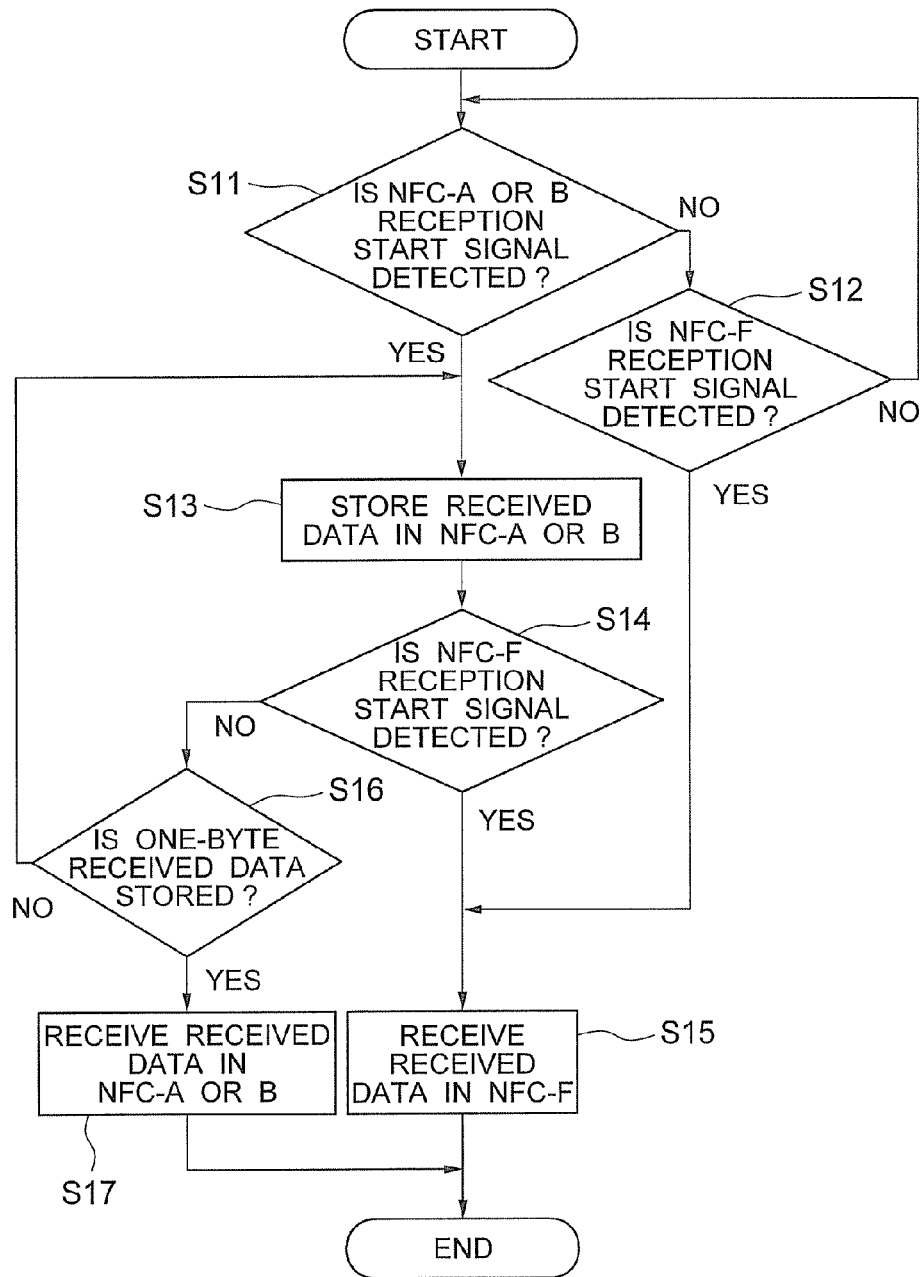 START
S11
IS NFC-A OR B
RECEPTION
START SIGNAL
DETECTED ?
NO
YES
S12
IS NFC-F
RECEPTION
START SIGNAL
DETECTED ?
NO
YES
S13
STORE RECEIVED
DATA IN NFC-A OR B
S14
IS NFC-F
RECEPTION
START SIGNAL
DETECTED ?
NO
YES
S16
IS ONE-BYTE
RECEIVED DATA
STORED ?
NO
YES
RECEIVE RECEIVED
DATA IN
NFC-A OR B
S17
RECEIVE
RECEIVED
DATA IN NFC-F
S15
END